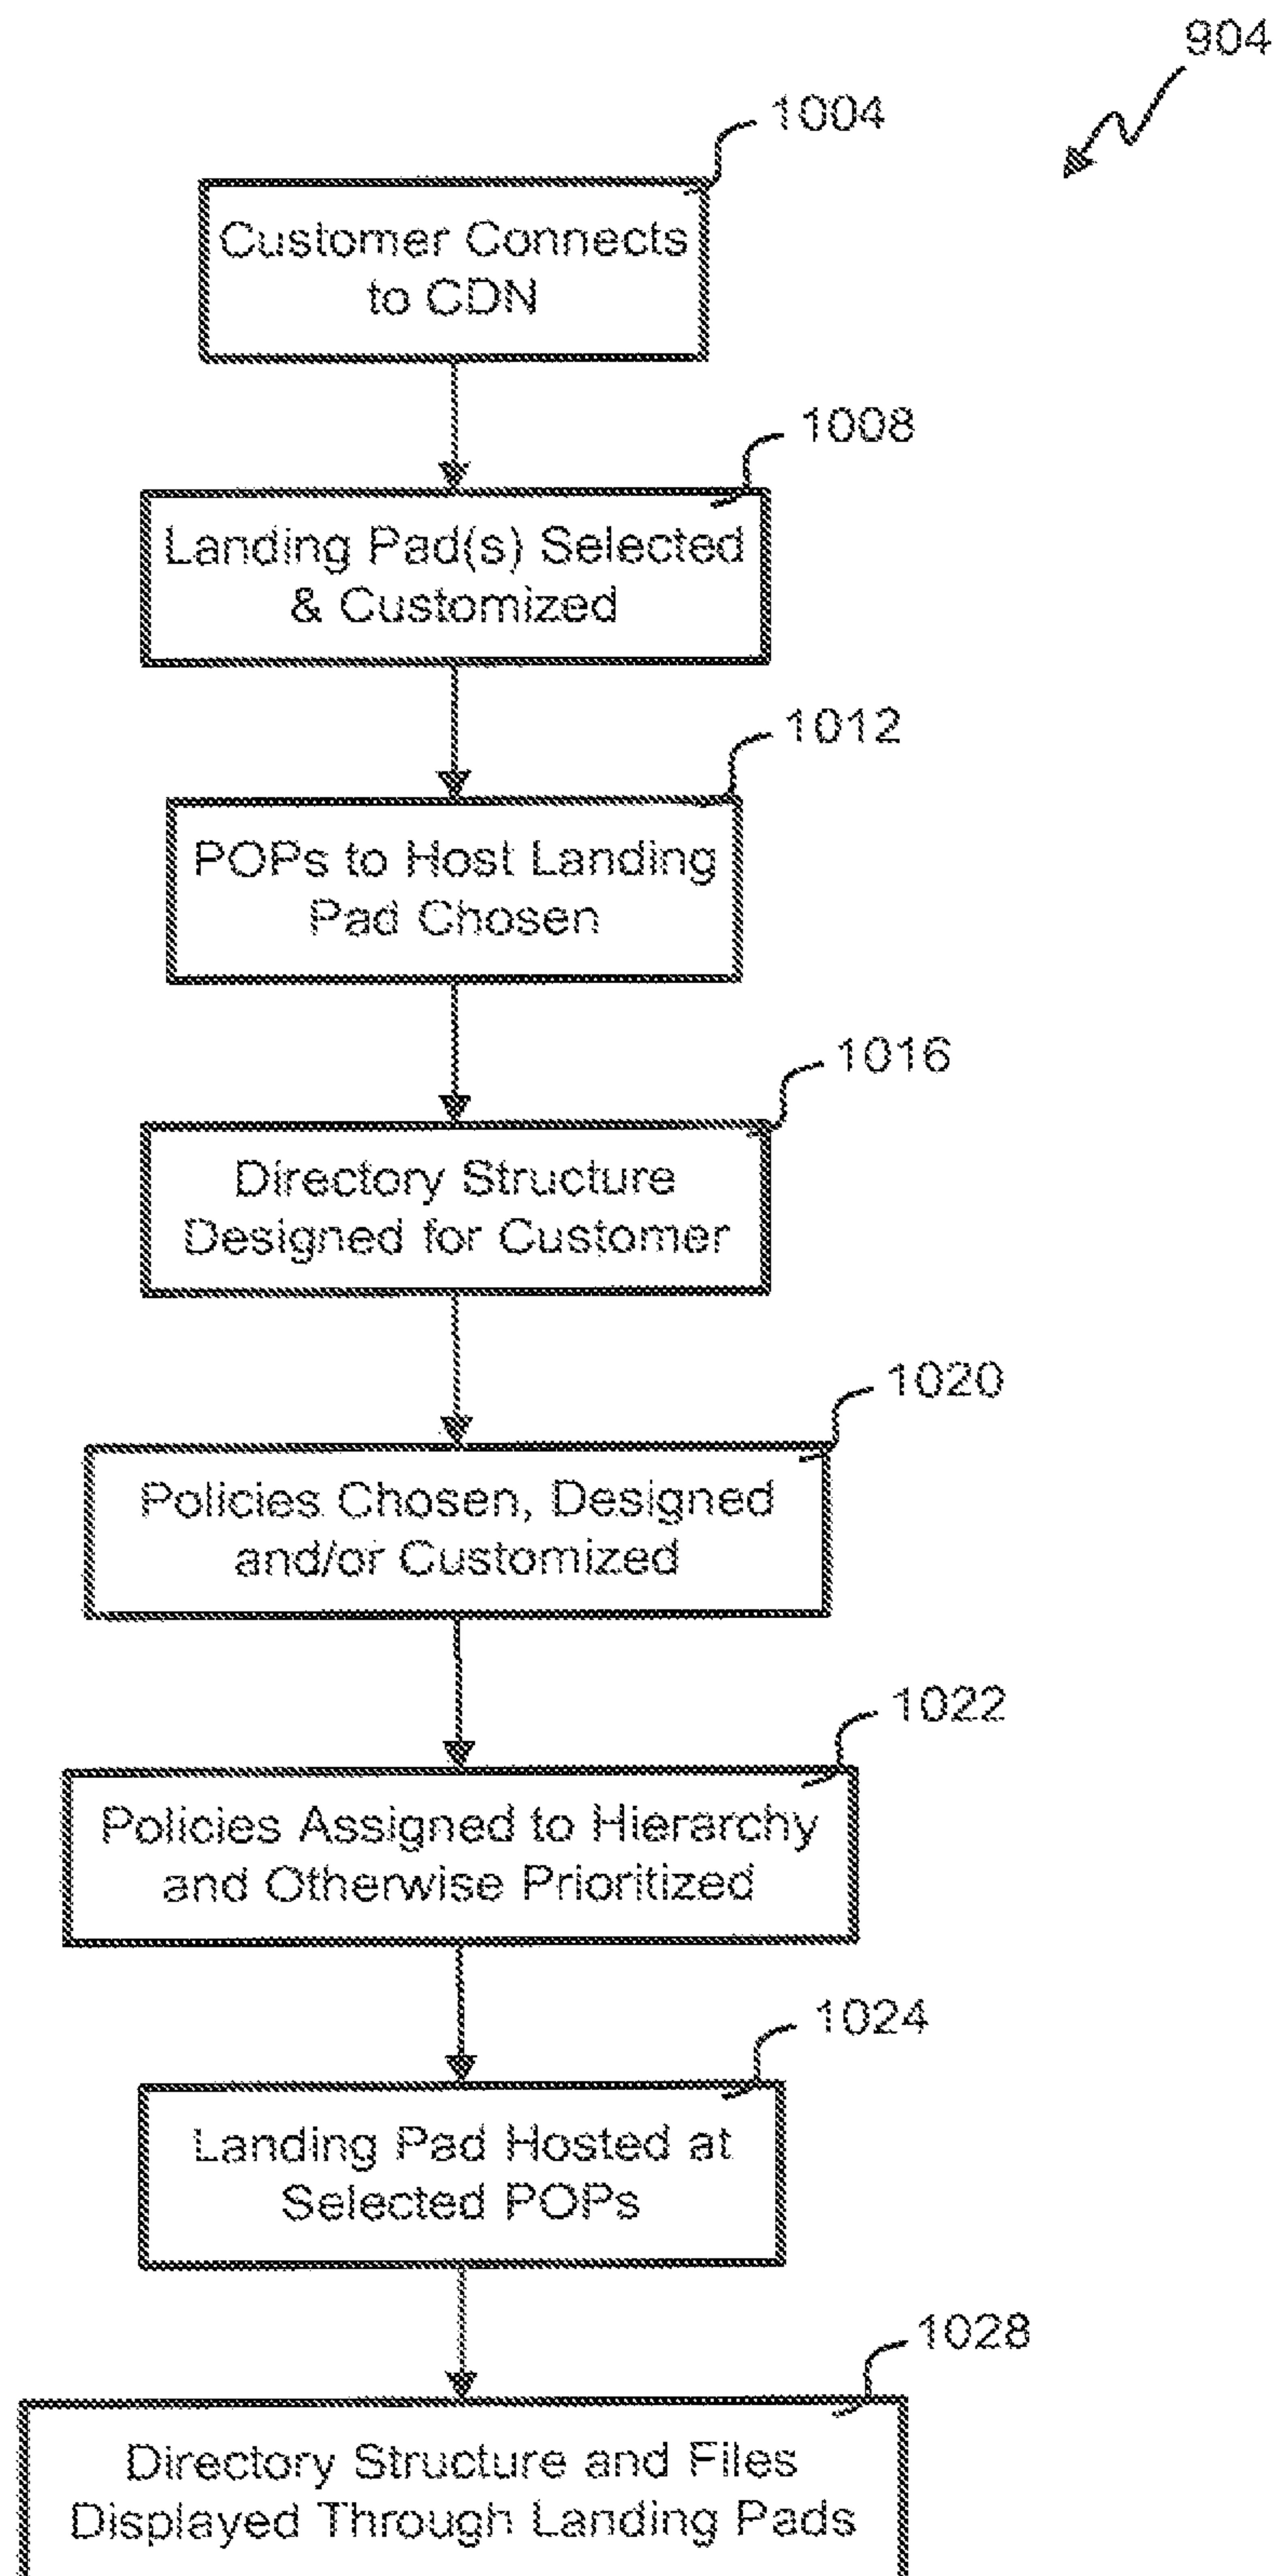 904
1004
Customer Connects
to CDN
1008
Landing Pad(s) Selected
& Customized
1012
POPs to Host Landing
Pad Chosen
1016
Directory Structure
Designed for Customer
1020
Policies Chosen, Designed
and/or Customized
1022
Policies Assigned to Hierarchy
and Otherwise Prioritized
1024
Landing Pad Hosted at
Selected POPs
1028
Directory Structure and Files
Displayed Through Landing Pads